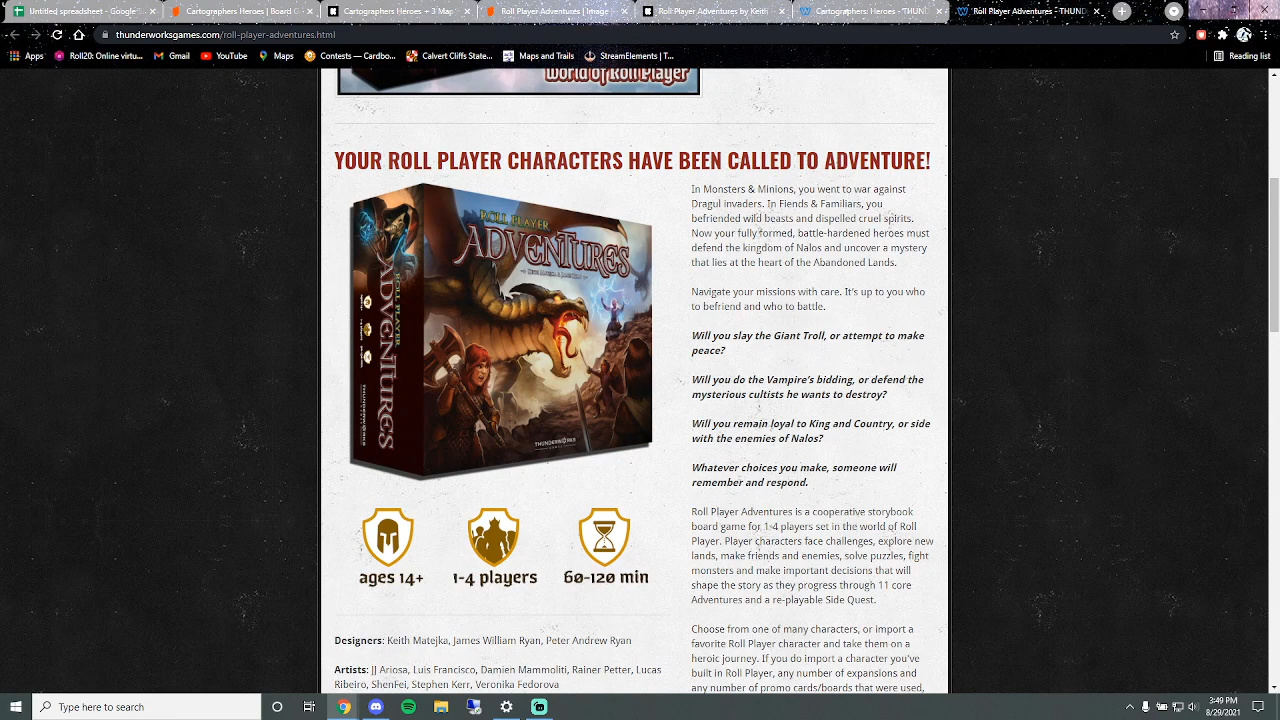 Untitled spreadsheet - Google
Cartographers Heroes | Board G
Cartographers Heroes + 3 Map
Roll Player Adventures | Image
Roll Player Adventures by Keith
Cartographers: Heroes - THUN
Roll Player Adventures - THUND
thunderworksgames.com/roll-player-adventures.html
Apps
Roll20: Online virtu...
Gmail
YouTube
Maps
Contests — Cardbo...
Calvert Cliffs State...
Maps and Trails
StreamElements | T...
Reading list
World of Roll Player
YOUR ROLL PLAYER CHARACTERS HAVE BEEN CALLED TO ADVENTURE!
ROLL PLAYER
ADVENTURES
KEITH MATEJKA
THUNDERWORKS
GAMES
ROLL PLAYER
ADVENTURES
THUNDERWORKS
ages 14+
1-4 players
60-120 min
Designers: Keith Matejka, James William Ryan, Peter Andrew Ryan
Artists: JJ Ariosa, Luis Francisco, Damien Mammoliti, Rainer Petter, Lucas
Ribeiro, ShenFei, Stephen Kerr, Veronika Fedorova
In Monsters & Minions, you went to war against
Dragul invaders. In Fiends & Familiars, you
befriended wild beasts and dispelled cruel spirits.
Now your fully formed, battle-hardened heroes must
defend the kingdom of Nalos and uncover a mystery
that lies at the heart of the Abandoned Lands.
Navigate your missions with care. It's up to you who
to befriend and who to battle.
Will you slay the Giant Troll, or attempt to make
peace?
Will you do the Vampire's bidding, or defend the
mysterious cultists he wants to destroy?
Will you remain loyal to King and Country, or side
with the enemies of Nalos?
Whatever choices you make, someone will
remember and respond.
Roll Player Adventures is a cooperative storybook
board game for 1-4 players set in the world of Roll
Player. Player characters face challenges, explore new
lands, make friends and enemies, solve puzzles, fight
monsters and make important decisions that will
shape the story as they progress through 11 core
Adventures and a re-playable Side Quest.
Choose from one of many characters, or import a
favorite Roll Player character and take them on a
heroic journey. If you do import a character you've
built in Roll Player, any number of expansions and
any number of promo cards/boards that were used,
Type here to search
3:49 PM
8/29/2021